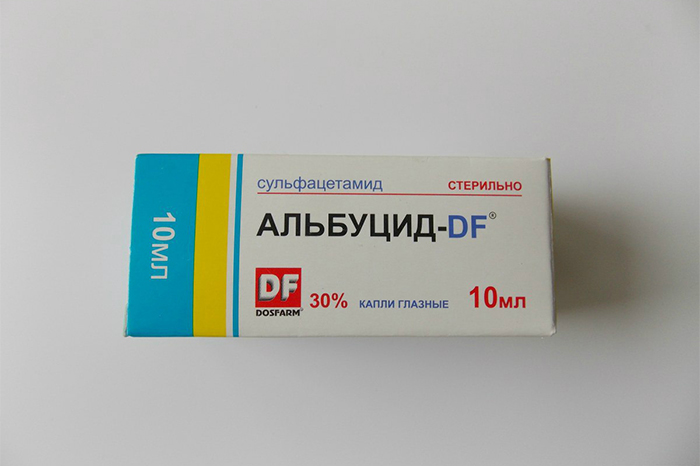 10мл
сульфацетамид
СТЕРИЛЬНО
АЛЬБУЦИД-DF®
DF
DOSFARM®
30% КАПЛИ ГЛАЗНЫЕ 10мл